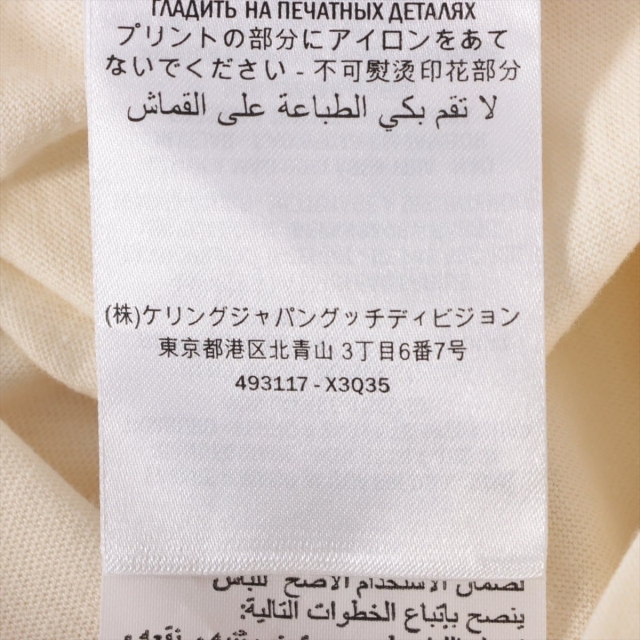 ГЛАДИТЬ НА ПЕЧАТНЫХ ДЕТАЛЯХ
プリントの部分にアイロンをあて
ないでください - 不可熨烫印花部分
لا تقم بكي الطباعة على القماش
(株)ケリングジャパングッチディビジョン
東京都港区北青山 3丁目6番7号
493117 - X3Q35
لضمان الاستخدام الأصح للباس
ينصح بإتباع الخطوات التالية: